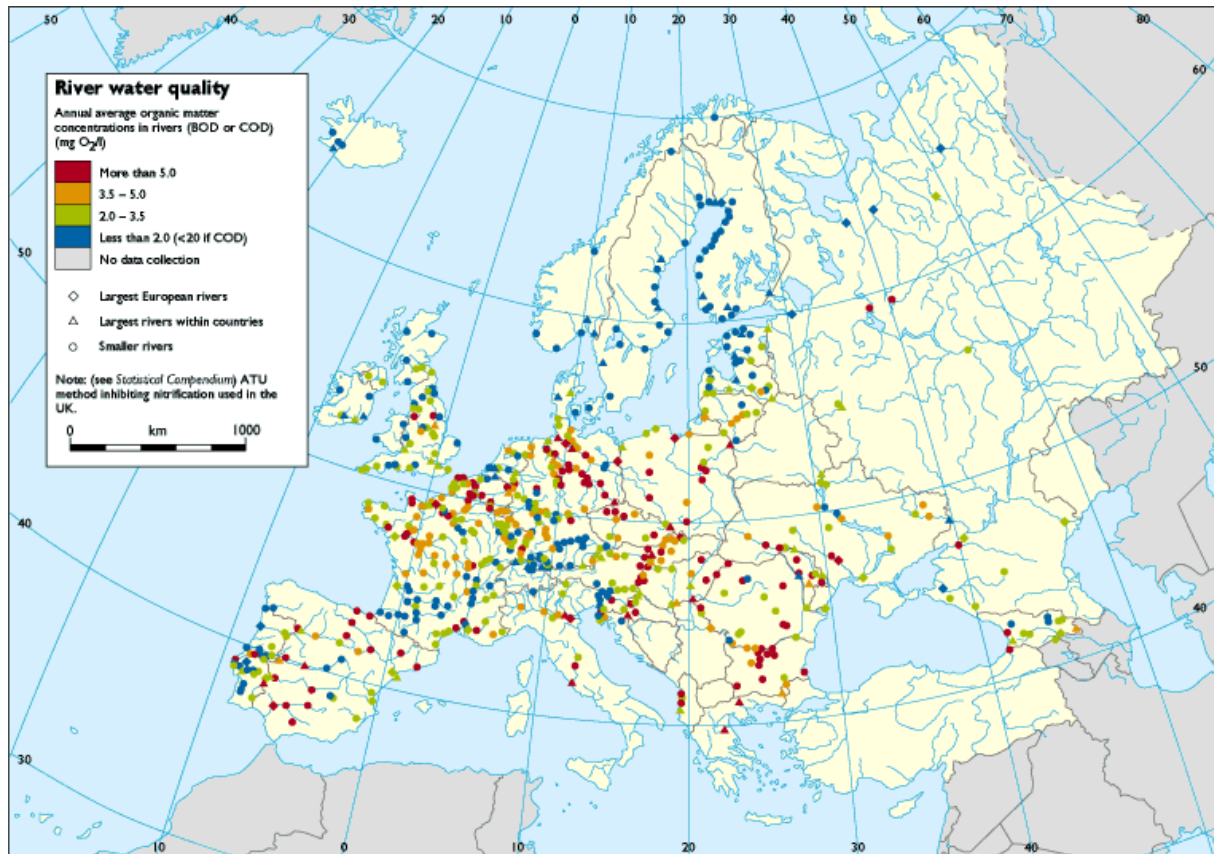 50 40 30 20 10 0 10 20 30 40 50 60 70 80
60
50
40
50
40
30
River water quality
Annual average organic matter
concentrations in rivers (BOD or COD)
(mg O2/l)
More than 5.0
3.5 – 5.0
2.0 – 3.5
Less than 2.0 (<20 if COD)
No data collection
Largest European rivers
Largest rivers within countries
Smaller rivers
Note: (see Statistical Compendium) ATU
method inhibiting nitrification used in the
UK.
0 km 1000
10 0 10 20 30 40